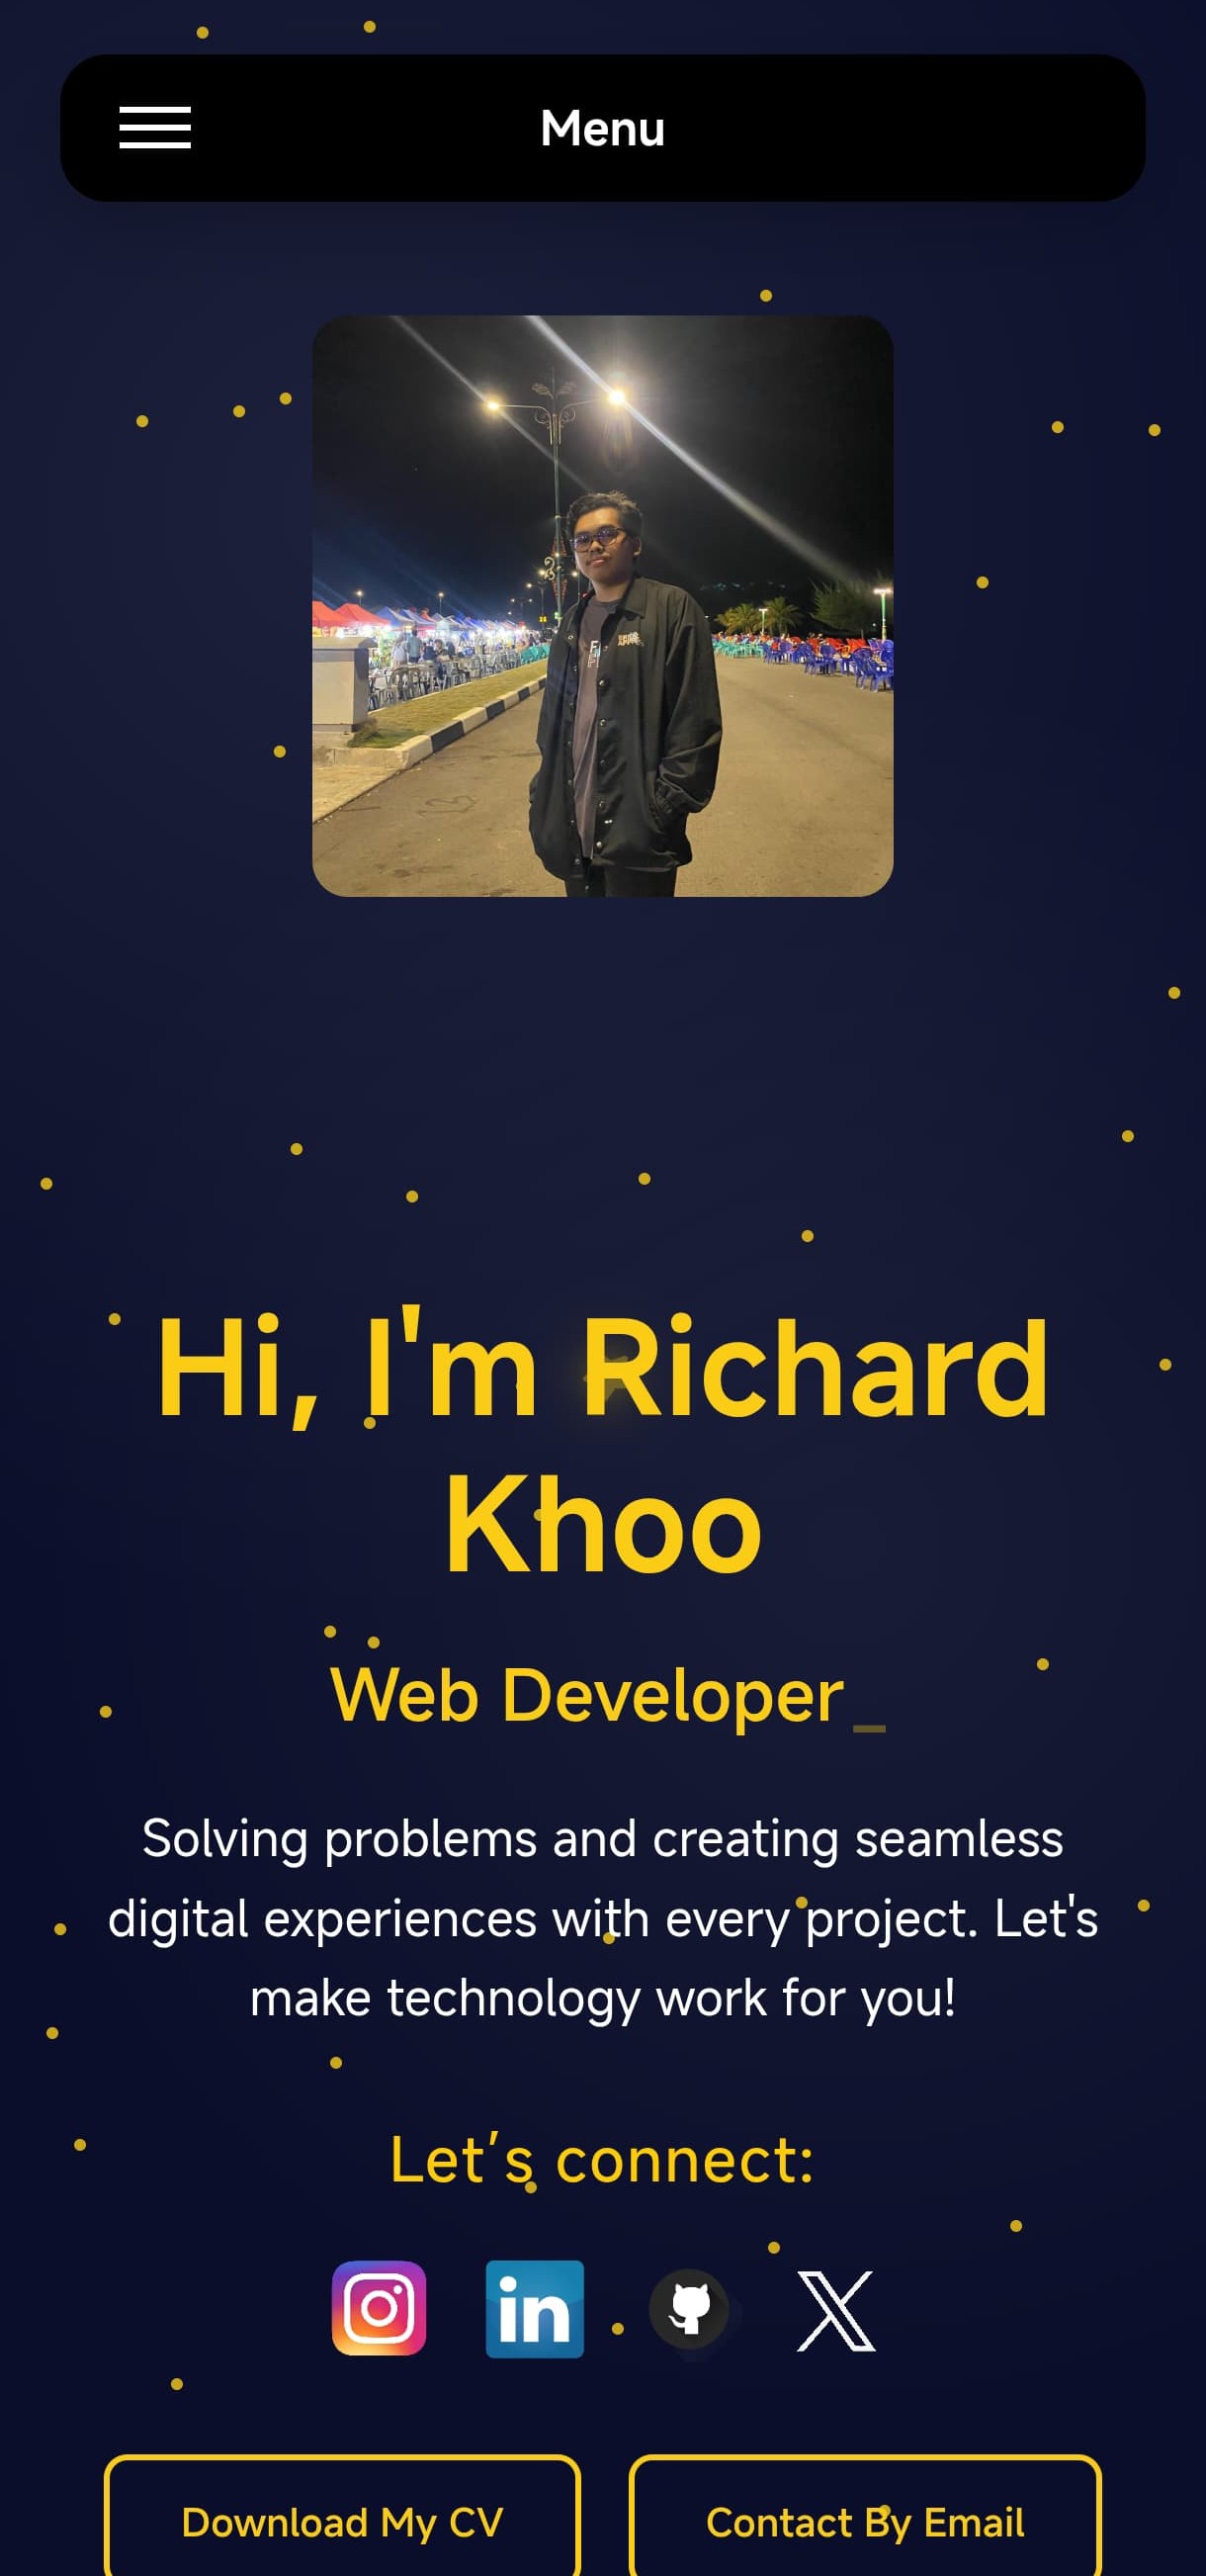 Menu
Hi, I'm Richard
Khoo
Web Developer_
Solving problems and creating seamless
digital experiences with every project. Let's
make technology work for you!
Let’s connect:
in
Download My CV
Contact By Email